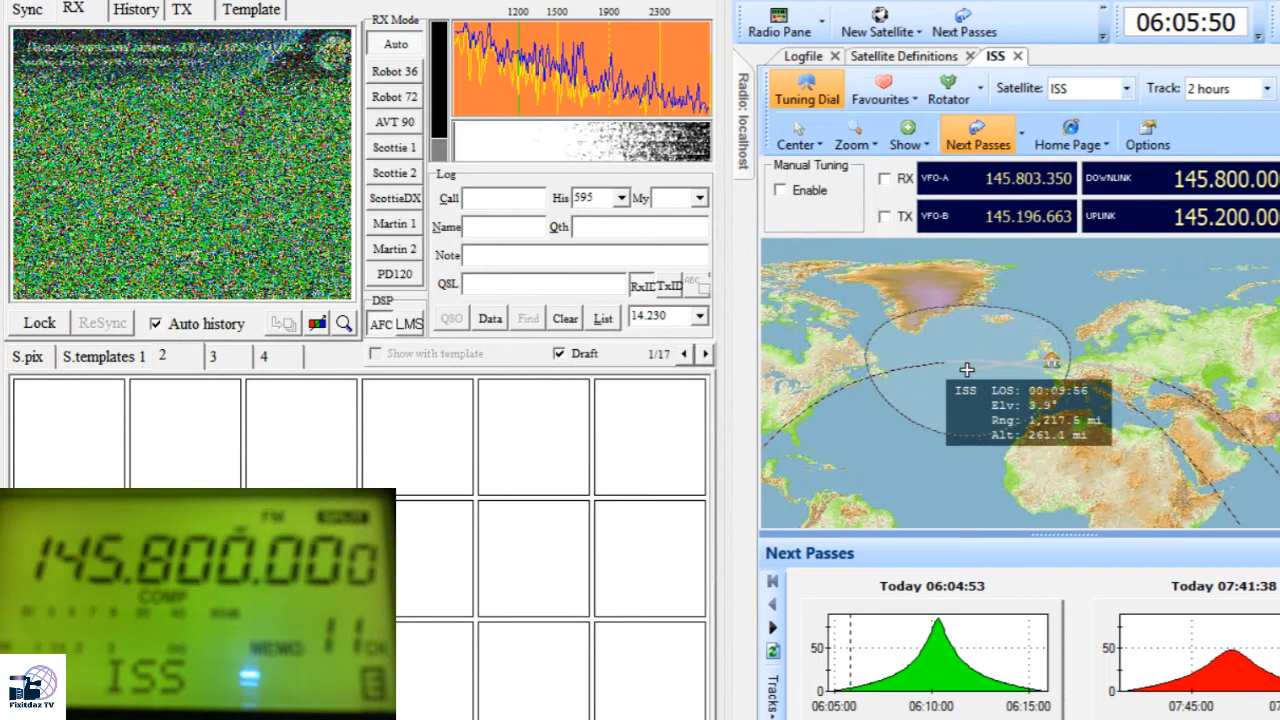 Sync RX History TX Template
RX Mode
Auto
Robot 36
Robot 72
AVT 90
Scottie 1
Scottie 2
ScottieDX
Martin 1
Martin 2
PD120
DSP
AFC LMS
1200 1500 1900 2300
Log
Call His 595 My
Name Qth
Note
QSL RxID TxID ABC
QSO Data Find Clear List 14.230
Lock ReSync Auto history
Show with template Draft 1/17
S.pix S.templates 1 2 3 4
145.800.000
FM SPLIT
COMP
MEMO 11 CH
ISS
Fixitdaz TV
Radio Pane New Satellite Next Passes 06:05:50
Logfile Satellite Definitions ISS
Radio: localhost
Tuning Dial Favourites Rotator Satellite: ISS Track: 2 hours
Center Zoom Show Next Passes Home Page Options
Manual Tuning
Enable
RX VFO-A 145.803.350 DOWNLINK 145.800.00
TX VFO-B 145.196.663 UPLINK 145.200.00
ISS LOS: 00:09:56
Elv: 3.9°
Rng: 1,217.5 mi
Alt: 261.1 mi
Next Passes
Today 06:04:53 Today 07:41:38
50
0
06:05:00 06:10:00 06:15:00
50
0
07:45:00
Tracks